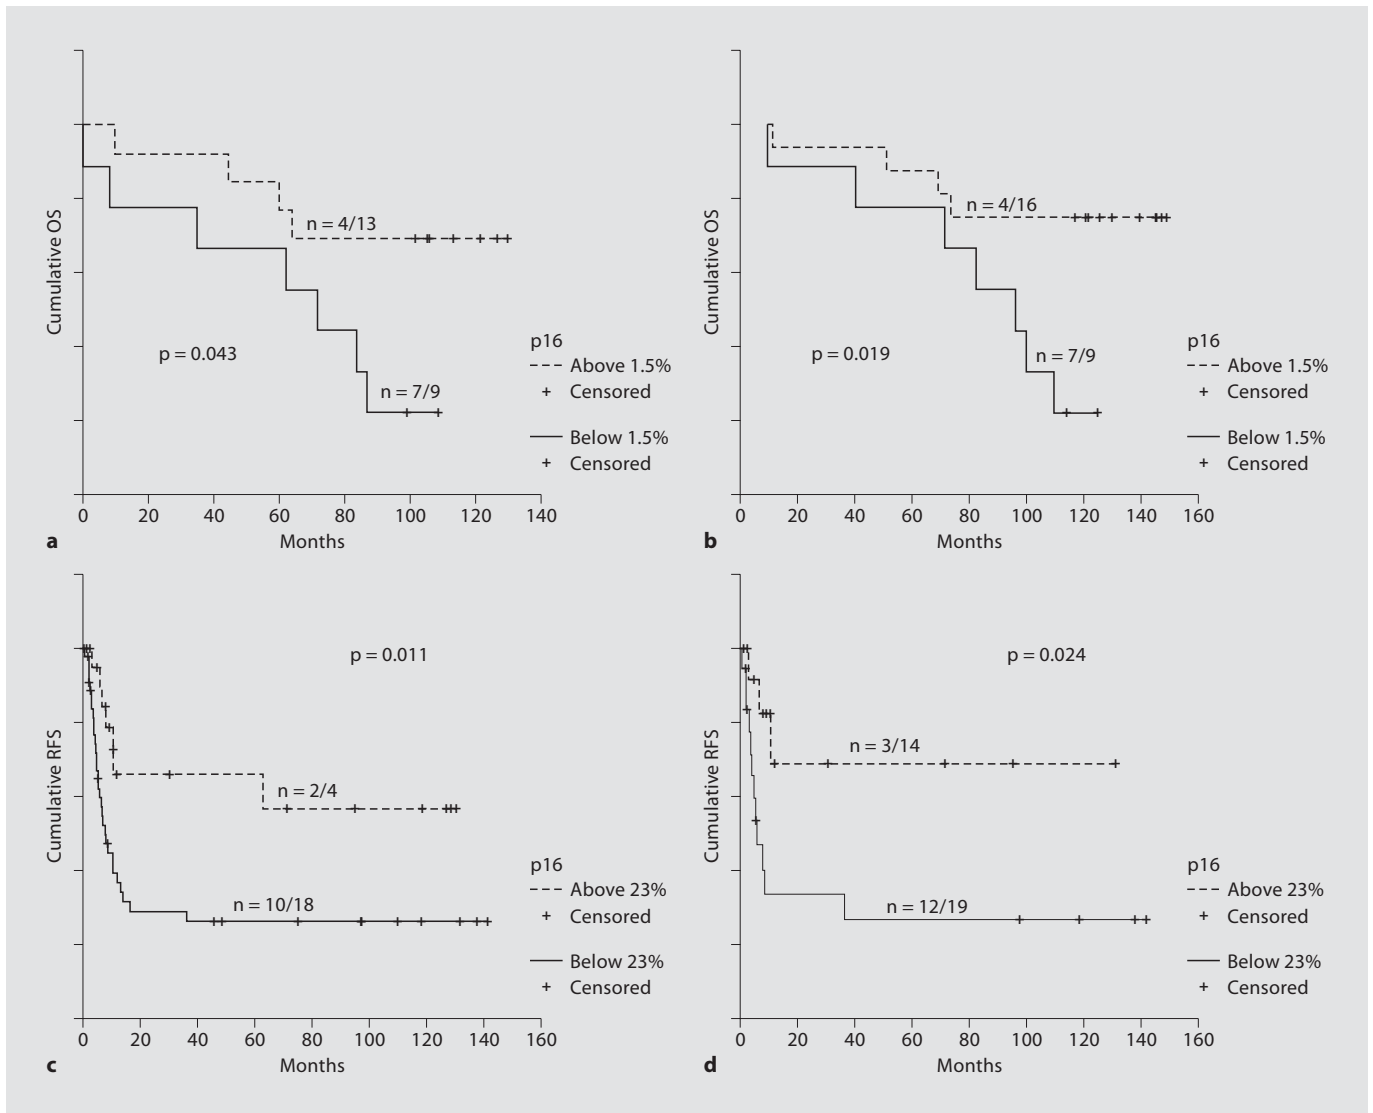 Cumulative OS
n = 4/13
p = 0.043
n = 7/9
p16
Above 1.5%
Censored
Below 1.5%
Censored
0 20 40 60 80 100 120 140
a
Months
Cumulative OS
n = 4/16
p = 0.019
n = 7/9
p16
Above 1.5%
Censored
Below 1.5%
Censored
0 20 40 60 80 100 120 140 160
b
Months
Cumulative RFS
p = 0.011
n = 2/4
n = 10/18
p16
Above 23%
Censored
Below 23%
Censored
0 20 40 60 80 100 120 140 160
c
Months
Cumulative RFS
p = 0.024
n = 3/14
n = 12/19
p16
Above 23%
Censored
Below 23%
Censored
0 20 40 60 80 100 120 140 160
d
Months